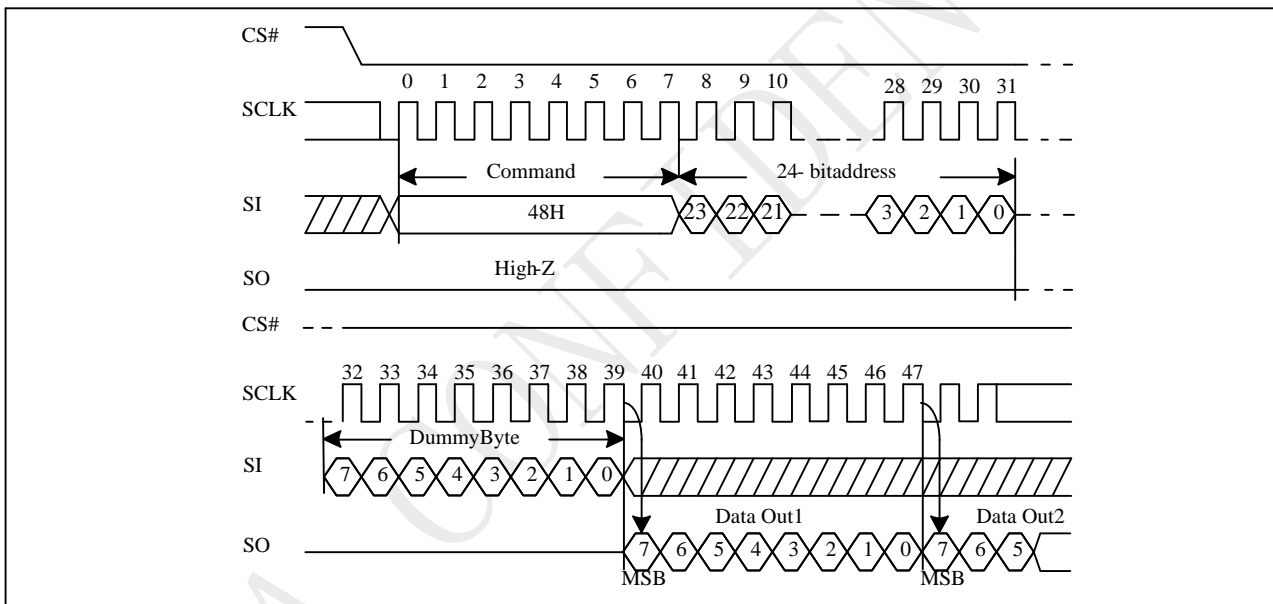 CS#
0 1 2 3 4 5 6 7 8 9 10 28 29 30 31
SCLK
Command 24- bitaddress
SI 48H 23 22 21 3 2 1 0
High-Z
SO
CS#
32 33 34 35 36 37 38 39 40 41 42 43 44 45 46 47
SCLK
DummyByte
SI 7 6 5 4 3 2 1 0
Data Out1 Data Out2
SO 7 6 5 4 3 2 1 0 7 6 5
MSB MSB